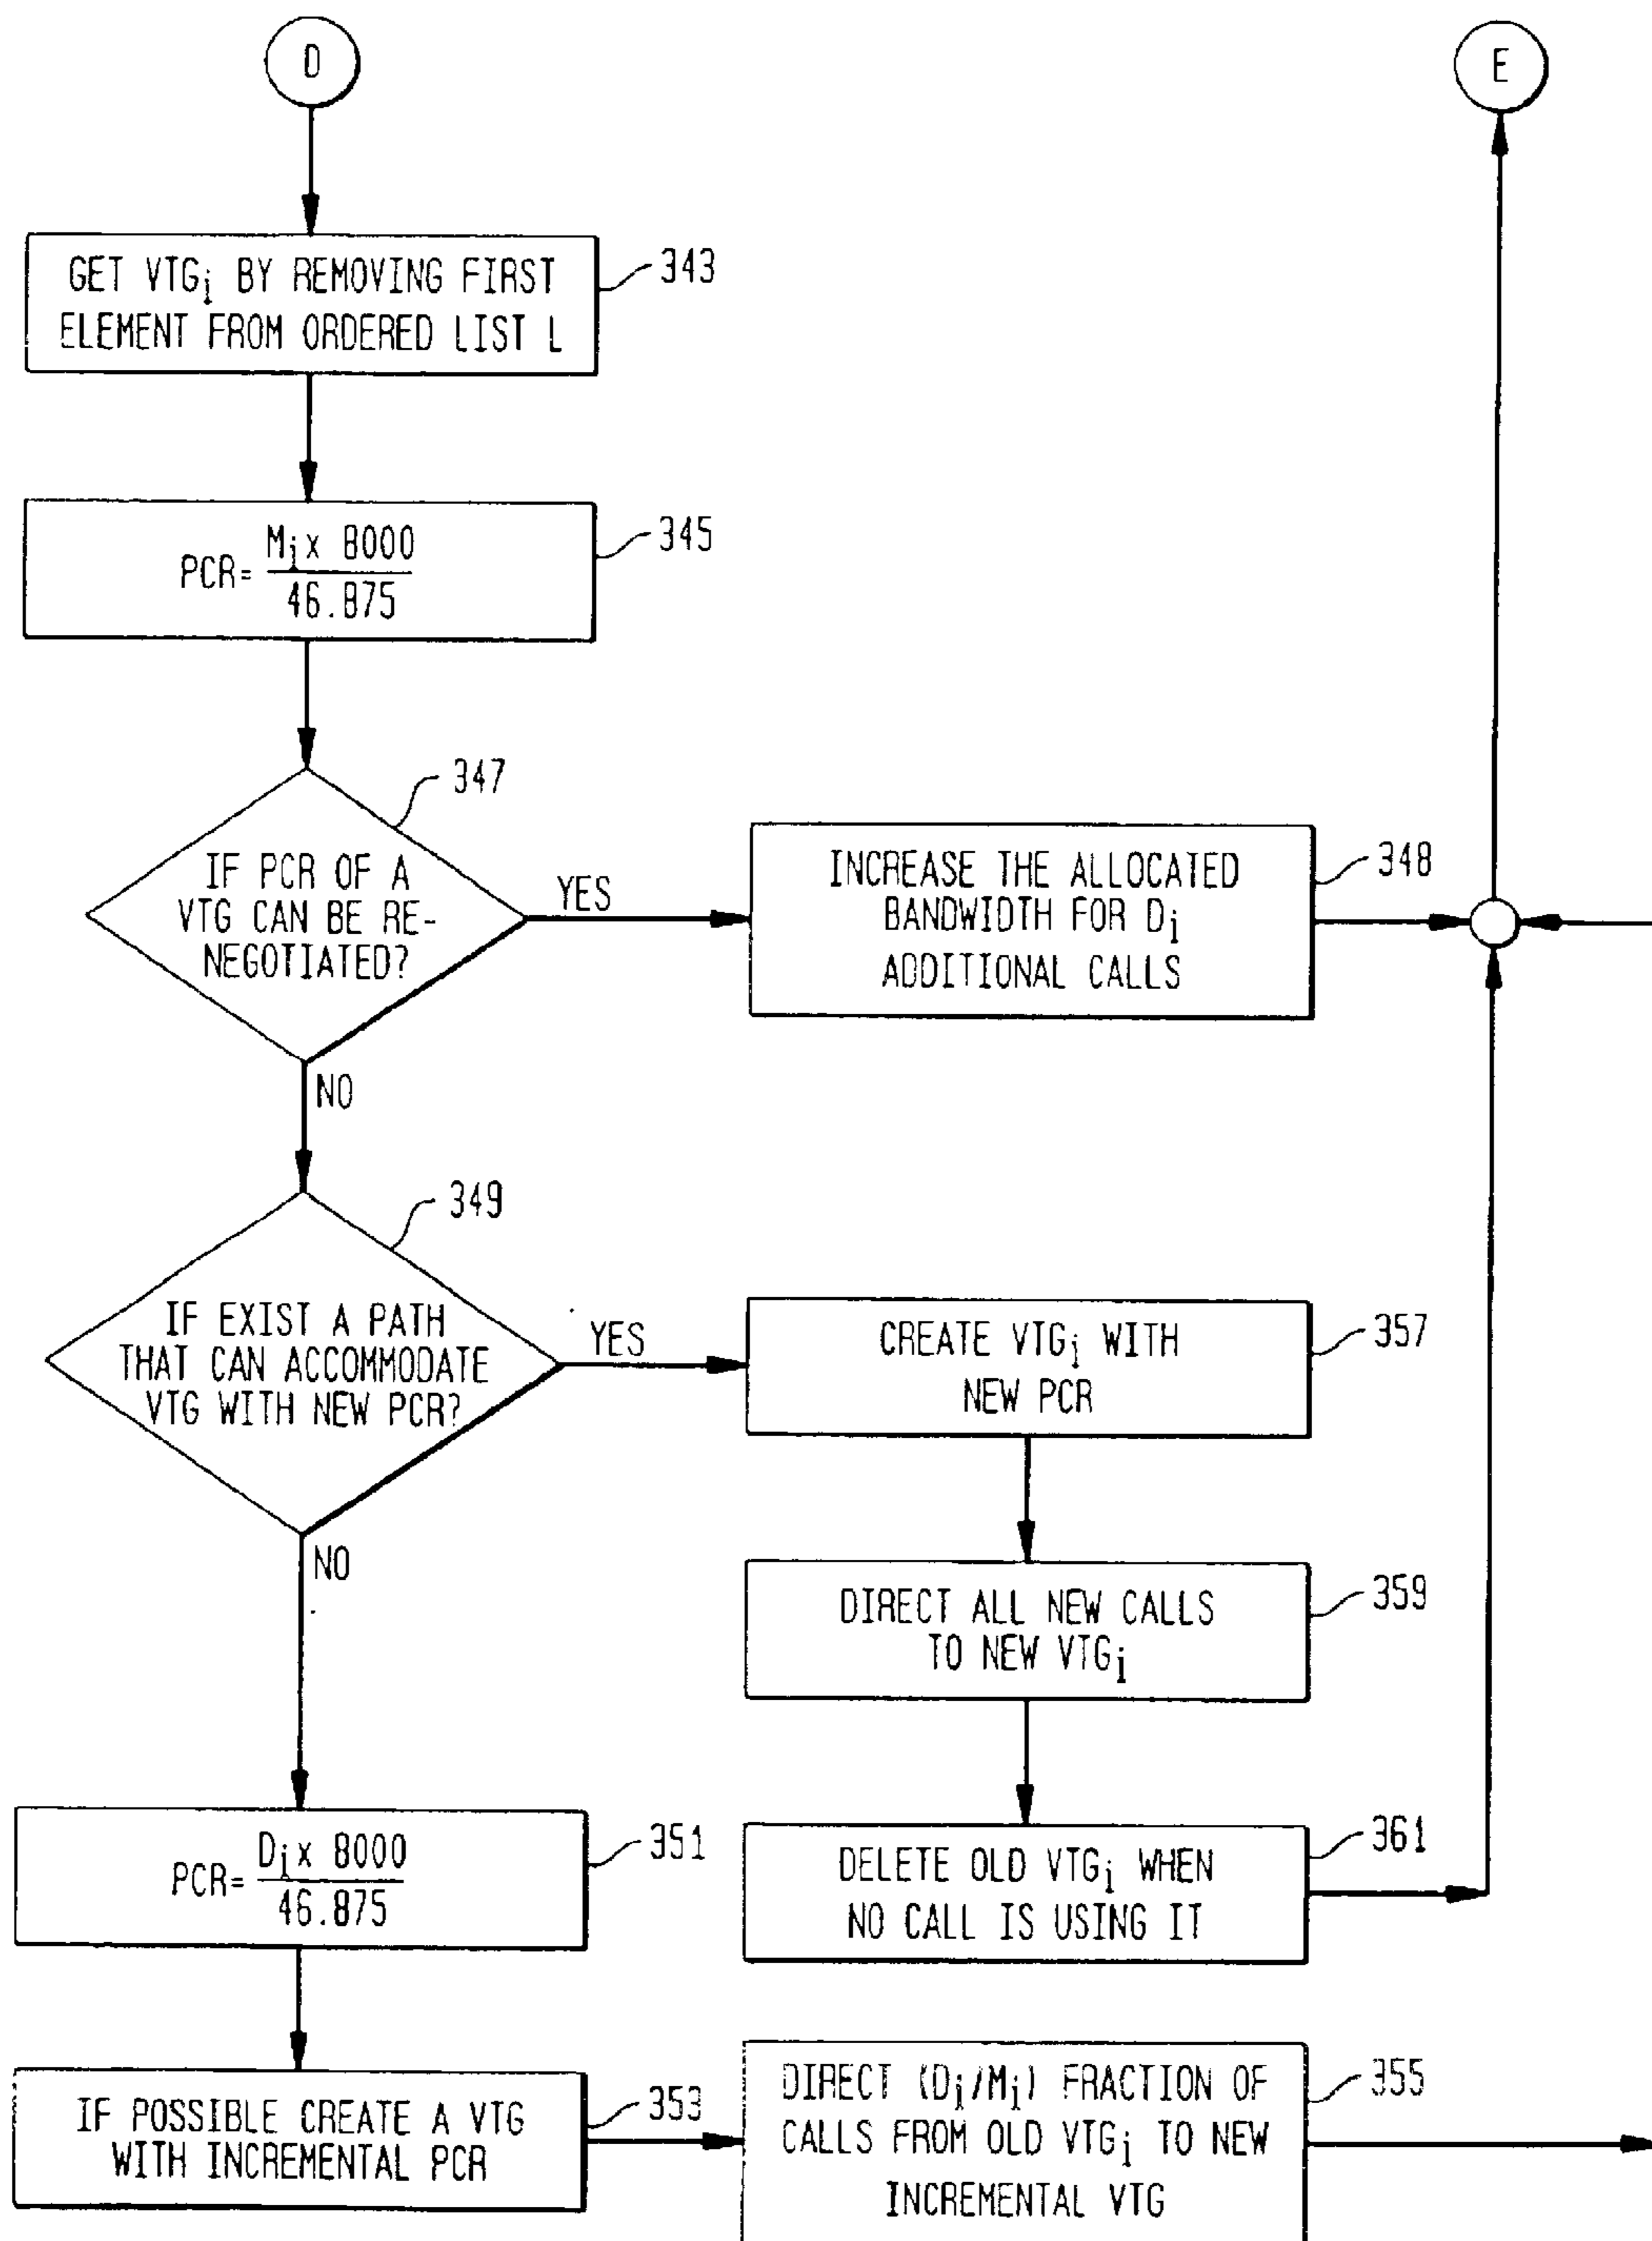 D
E
GET VTGi BY REMOVING FIRST
ELEMENT FROM ORDERED LIST L
343
PCR= Mi x 8000
46.875
345
347
IF PCR OF A
VTG CAN BE RE-
NEGOTIATED?
YES
NO
INCREASE THE ALLOCATED
BANDWIDTH FOR Di
ADDITIONAL CALLS
348
349
IF EXIST A PATH
THAT CAN ACCOMMODATE
VTG WITH NEW PCR?
YES
NO
CREATE VTGi WITH
NEW PCR
357
DIRECT ALL NEW CALLS
TO NEW VTGi
359
DELETE OLD VTGi WHEN
NO CALL IS USING IT
361
PCR= Di x 8000
46.875
351
IF POSSIBLE CREATE A VTG
WITH INCREMENTAL PCR
353
DIRECT (Di/Mi) FRACTION OF
CALLS FROM OLD VTGi TO NEW
INCREMENTAL VTG
355